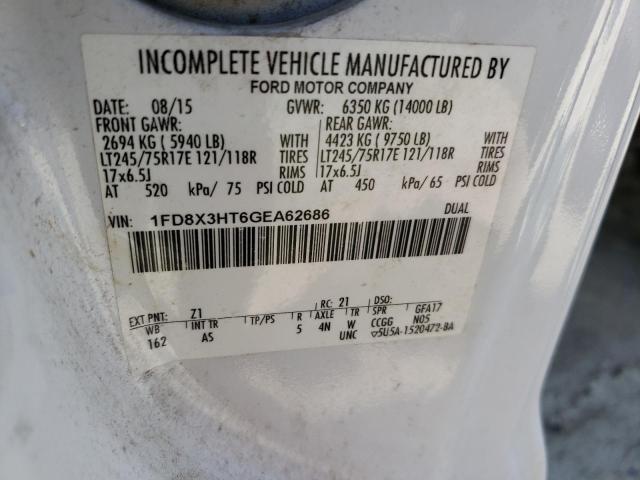 INCOMPLETE VEHICLE MANUFACTURED BY
FORD MOTOR COMPANY
DATE: 08/15 GVWR: 6350 KG (14000 LB)
FRONT GAWR: REAR GAWR:
2694 KG ( 5940 LB) WITH 4423 KG ( 9750 LB) WITH
LT245/75R17E 121/118R TIRES LT245/75R17E 121/118R TIRES
17x6.5J RIMS 17x6.5J RIMS
AT 520 kPa/ 75 PSI COLD AT 450 kPa/ 65 PSI COLD
VIN: 1FD8X3HT6GEA62686 DUAL
EXT PNT: Z1 RC: 21 DSO:
WB INT TR TP/PS R AXLE TR SPR GFA17
162 AS 5 4N W CCGG N05
UNC ▽5U5A-1520472-BA